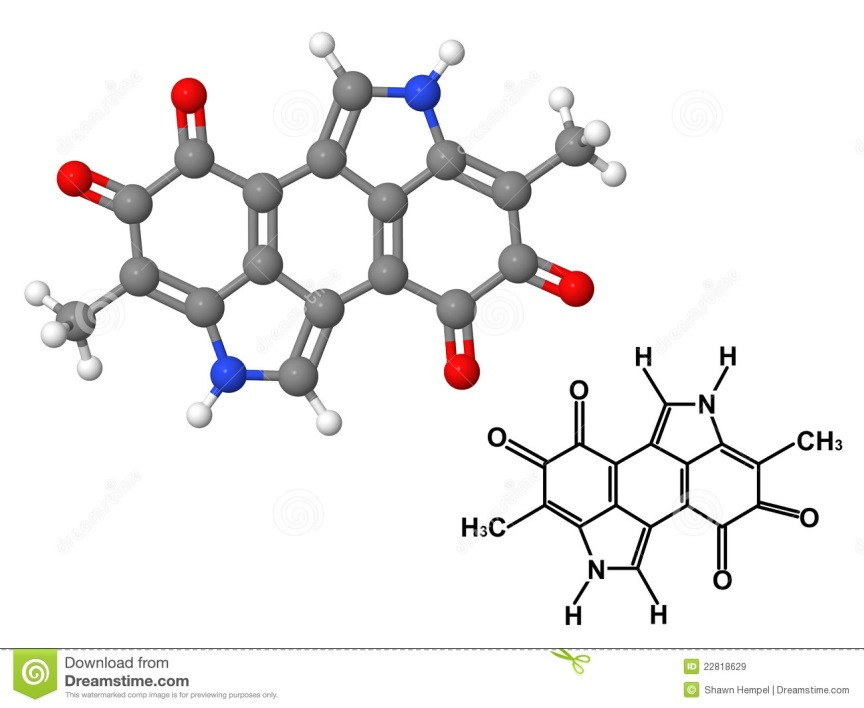 H H
N
O
O
CH₃
H₃C
O
O
N
H H
Download from
Dreamstime.com
This watermarked comp image is for previewing purposes only.
ID 22818629
© Shawn Hempel | Dreamstime.com
dreamstime